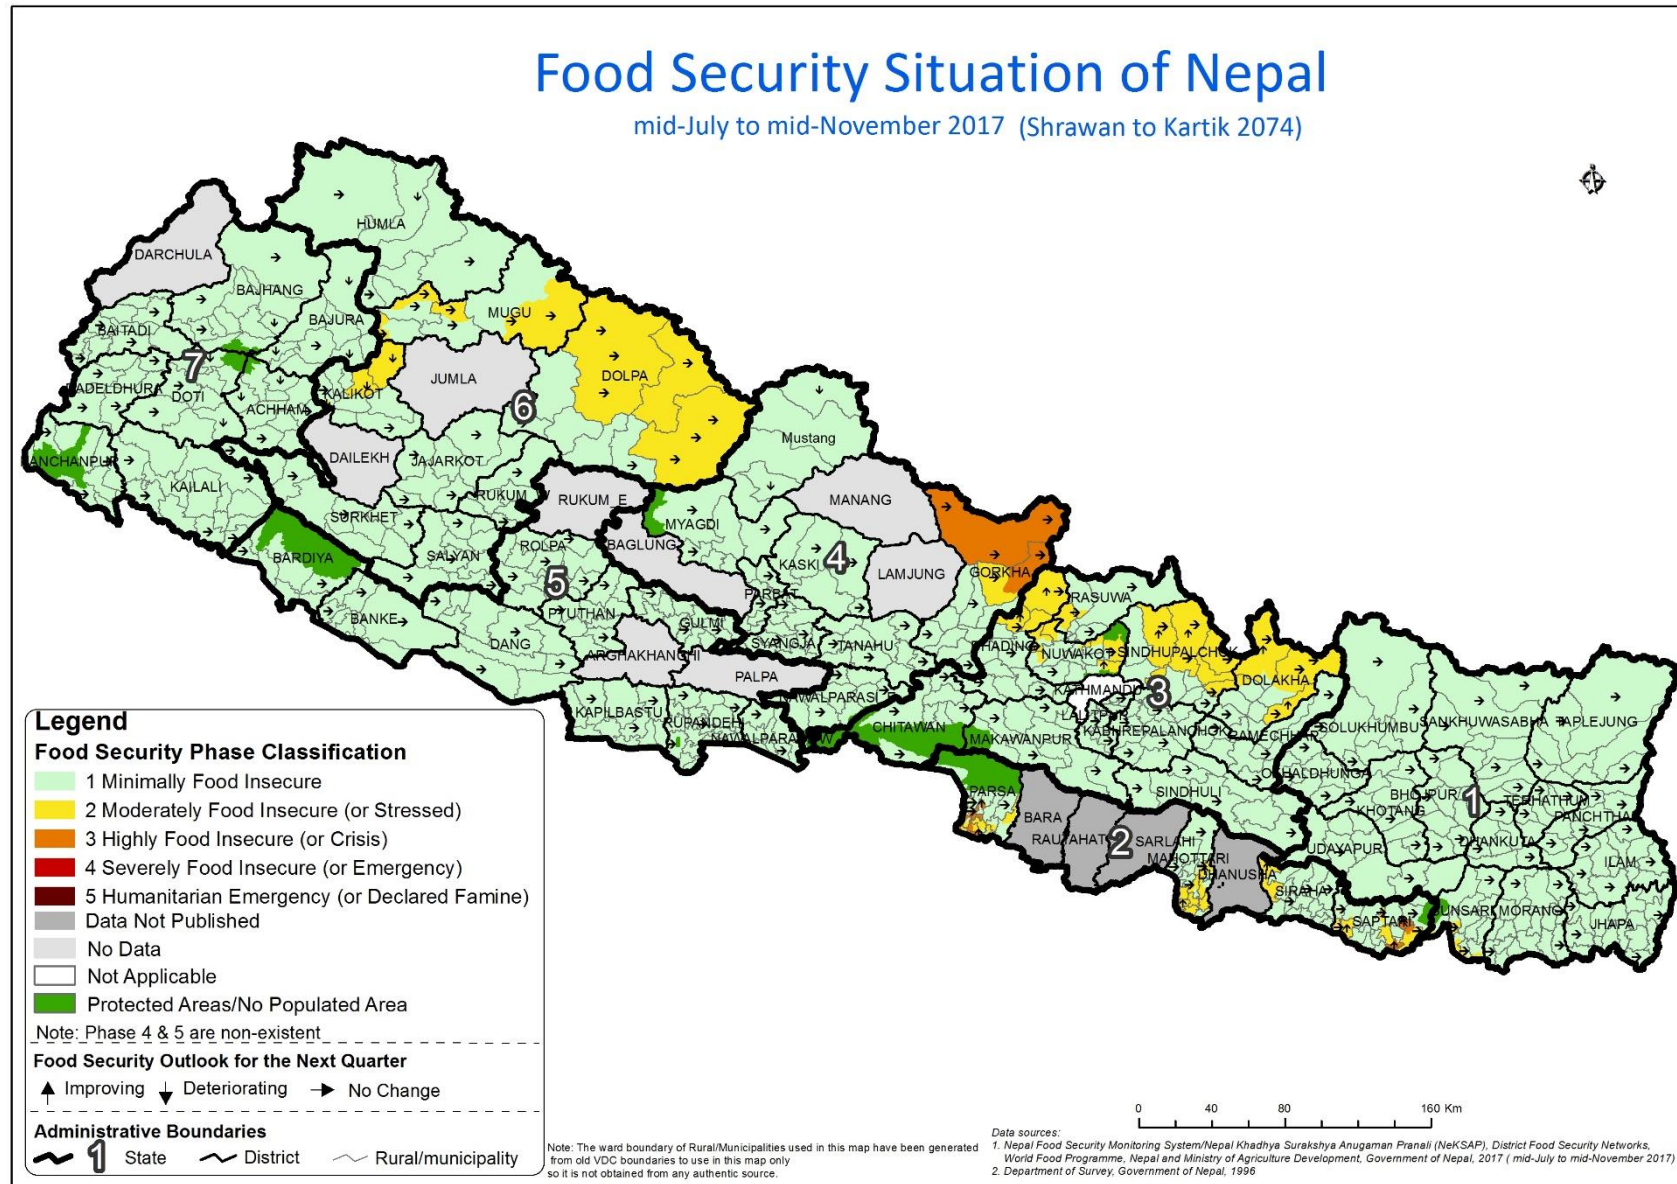 Food Security Situation of Nepal
mid-July to mid-November 2017 (Shrawan to Kartik 2074)
HUMLA
DARCHULA
BAJHANG
BAJURA
MUGU
BAITADI
7
DOLPA
JUMLA
DADELDHURA
DOTI
KALIKOT
ACHHAM
6
Mustang
DAILEKH
JAJARKOT
KANCHANPUR
KAILALI
RUKUM_W
RUKUM_E
MANANG
SURKHET
MYAGDI
BAGLUNG
ROLPA
SALYAN
BARDIYA
4
KASKI
LAMJUNG
GORKHA
5
PYUTHAN
PARBAT
RASUWA
BANKE
GULMI
DANG
SYANGJA
TANAHU
DHADING
NUWAKOT
SINDHUPALCHOK
ARGHAKHANCHI
PALPA
DOLAKHA
KATHMANDU
3
NAWALPARASI_E
KAPILBASTU
RUPANDEHI
NAWALPARASI_W
CHITAWAN
MAKAWANPUR
LALITPUR
KABHREPALANCHOK
RAMECHHAP
SOLUKHUMBU
SANKHUWASABHA
TAPLEJUNG
OKHALDHUNGA
SINDHULI
PARSA
BARA
RAUTAHAT
2
SARLAHI
MAHOTTARI
DHANUSHA
SIRAHA
SAPTARI
KHOTANG
BHOJPUR
1
TERHATHUM
PANCHTHAR
DHANKUTA
UDAYAPUR
ILAM
SUNSARI
MORANG
JHAPA
Legend
Food Security Phase Classification
1 Minimally Food Insecure
2 Moderately Food Insecure (or Stressed)
3 Highly Food Insecure (or Crisis)
4 Severely Food Insecure (or Emergency)
5 Humanitarian Emergency (or Declared Famine)
Data Not Published
No Data
Not Applicable
Protected Areas/No Populated Area
Note: Phase 4 & 5 are non-existent
Food Security Outlook for the Next Quarter
Improving Deteriorating No Change
Administrative Boundaries
1 State District Rural/municipality
Note: The ward boundary of Rural/Municipalities used in this map have been generated
from old VDC boundaries to use in this map only
so it is not obtained from any authentic source.
0 40 80 160 Km
Data sources:
1. Nepal Food Security Monitoring System/Nepal Khadhya Surakshya Anugaman Pranali (NeKSAP), District Food Security Networks,
World Food Programme, Nepal and Ministry of Agriculture Development, Government of Nepal, 2017 ( mid-July to mid-November 2017)
2. Department of Survey, Government of Nepal, 1996